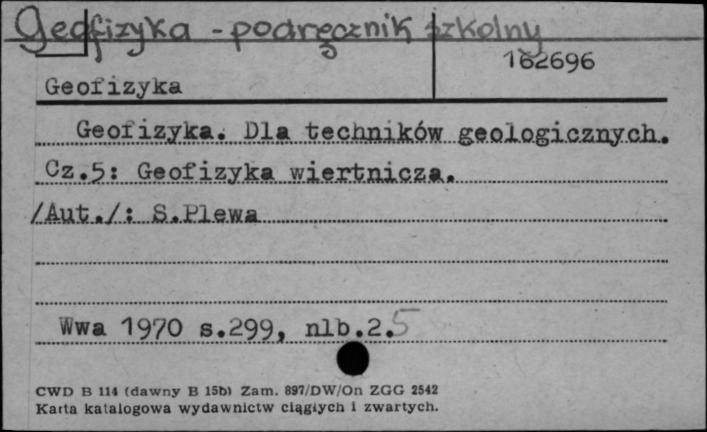 Geofizyka - podręcznik szkolny
162696
Geofizyka
Geofizyka. Dla techników geologicznych.
Cz.5: Geofizyka wiertnicza.
/Aut./: S.Plewa
Wwa 1970 s.299, nlb.2.5
CWD B 114 (dawny B 15b) Zam. 897/DW/On ZGG 2542
Karta katalogowa wydawnictw ciągłych i zwartych.